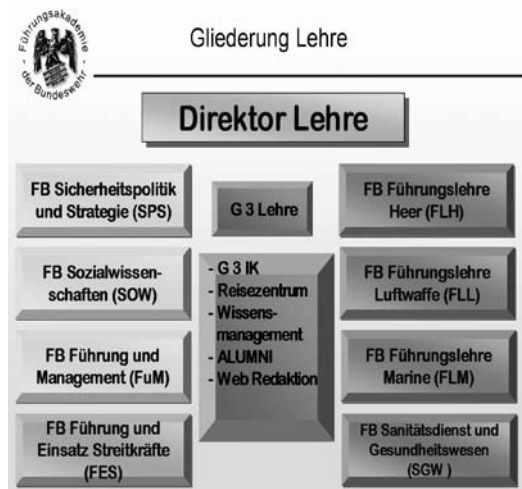 Führungsakademie
der Bundeswehr
Gliederung Lehre
Direktor Lehre
FB Sicherheitspolitik
und Strategie (SPS)
FB Sozialwissen-
schaften (SOW)
FB Führung und
Management (FuM)
FB Führung und
Einsatz Streitkräfte
(FES)
G 3 Lehre
- G 3 IK
- Reisezentrum
- Wissens-
management
- ALUMNI
- Web Redaktion
FB Führungslehre
Heer (FLH)
FB Führungslehre
Luftwaffe (FLL)
FB Führungslehre
Marine (FLM)
FB Sanitätsdienst und
Gesundheitswesen
(SGW )